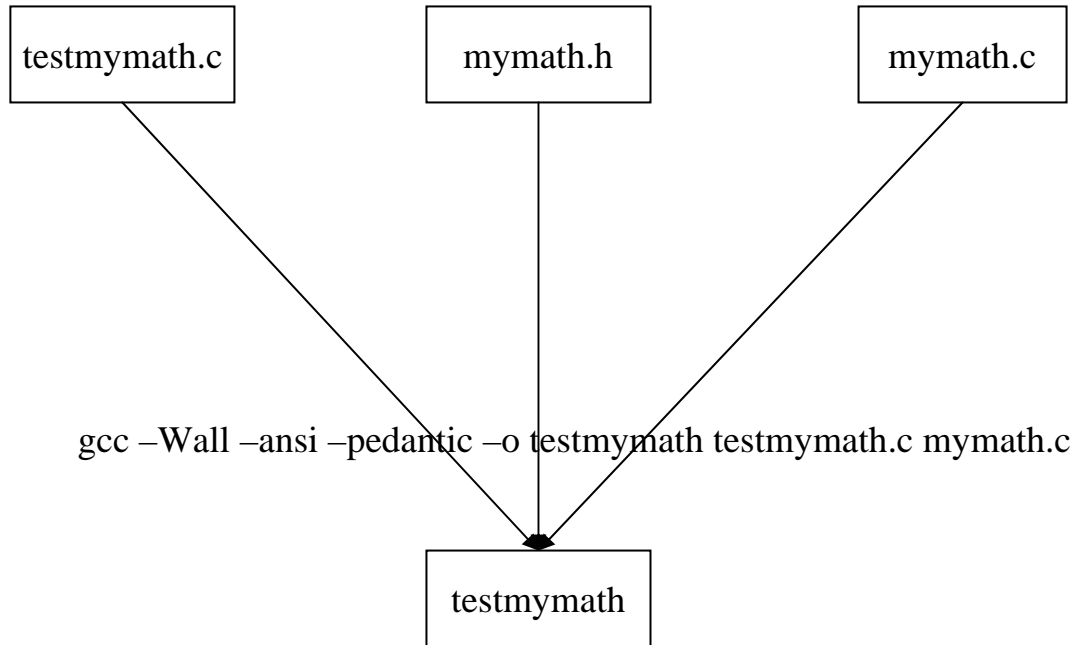 testmymath.c
mymath.h
mymath.c
gcc –Wall –ansi –pedantic –o testmymath testmymath.c mymath.c
testmymath